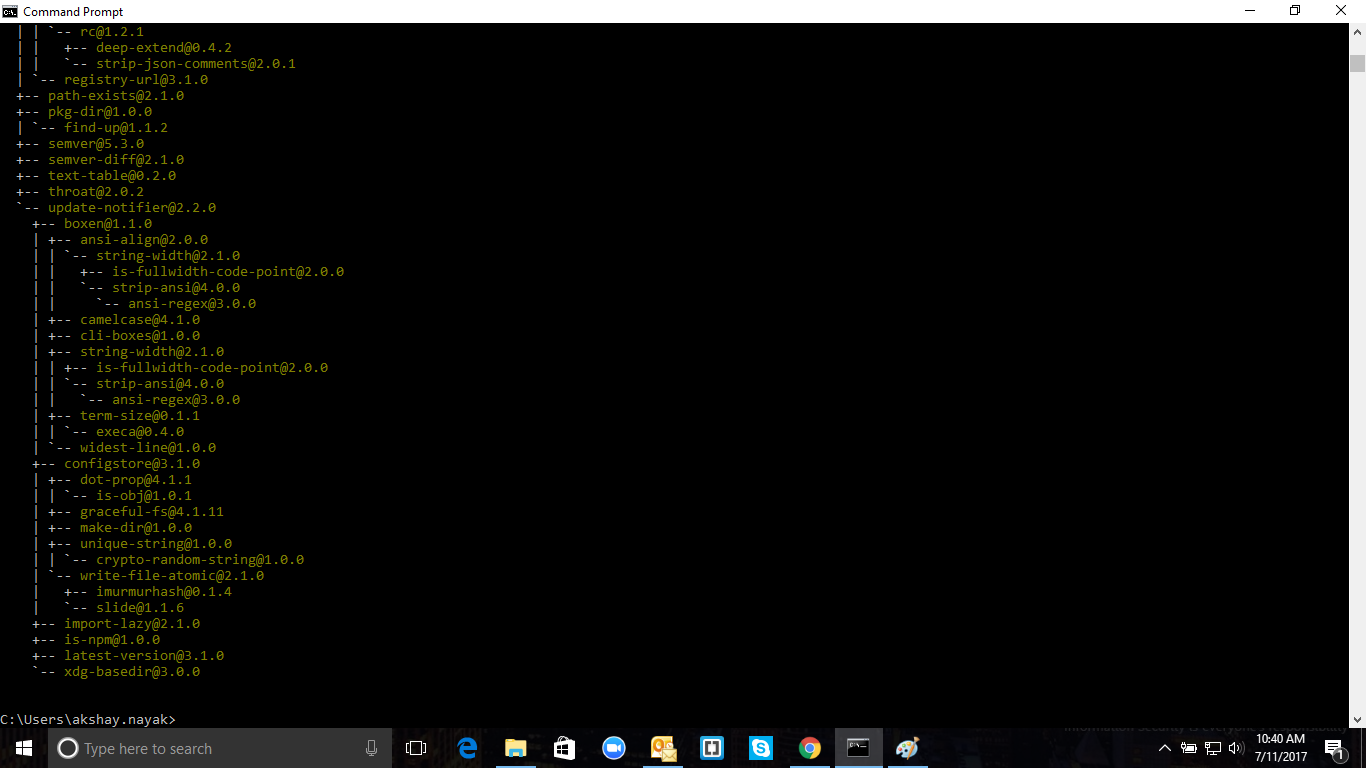 Command Prompt
| | `-- rc@1.2.1
| |   +-- deep-extend@0.4.2
| |   `-- strip-json-comments@2.0.1
| `-- registry-url@3.1.0
+-- path-exists@2.1.0
+-- pkg-dir@1.0.0
| `-- find-up@1.1.2
+-- semver@5.3.0
+-- semver-diff@2.1.0
+-- text-table@0.2.0
+-- throat@2.0.2
`-- update-notifier@2.2.0
  +-- boxen@1.1.0
  | +-- ansi-align@2.0.0
  | | `-- string-width@2.1.0
  | |   +-- is-fullwidth-code-point@2.0.0
  | |   `-- strip-ansi@4.0.0
  | |     `-- ansi-regex@3.0.0
  | +-- camelcase@4.1.0
  | +-- cli-boxes@1.0.0
  | +-- string-width@2.1.0
  | | +-- is-fullwidth-code-point@2.0.0
  | | `-- strip-ansi@4.0.0
  | |   `-- ansi-regex@3.0.0
  | +-- term-size@0.1.1
  | | `-- execa@0.4.0
  | `-- widest-line@1.0.0
  +-- configstore@3.1.0
  | +-- dot-prop@4.1.1
  | | `-- is-obj@1.0.1
  | +-- graceful-fs@4.1.11
  | +-- make-dir@1.0.0
  | +-- unique-string@1.0.0
  | | `-- crypto-random-string@1.0.0
  | `-- write-file-atomic@2.1.0
  |   +-- imurmurhash@0.1.4
  |   `-- slide@1.1.6
  +-- import-lazy@2.1.0
  +-- is-npm@1.0.0
  +-- latest-version@3.1.0
  `-- xdg-basedir@3.0.0
C:\Users\akshay.nayak>
Type here to search
10:40 AM
7/11/2017
1